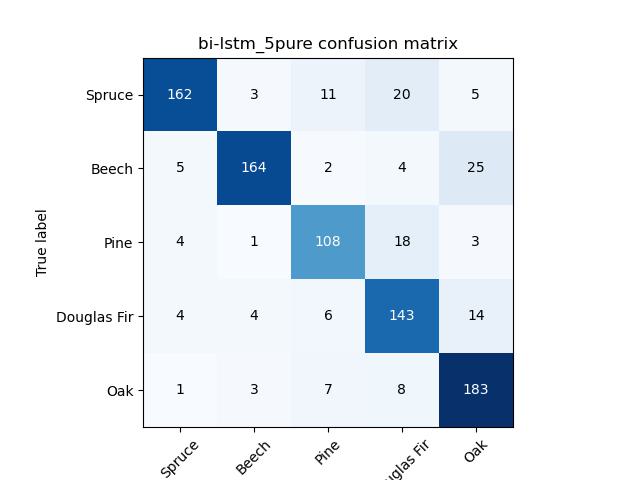 bi-lstm_5pure confusion matrix
Spruce 162 3 11 20 5
Beech 5 164 2 4 25
Pine 4 1 108 18 3
Douglas Fir 4 4 6 143 14
Oak 1 3 7 8 183
True label
Spruce Beech Pine uglas Fir Oak